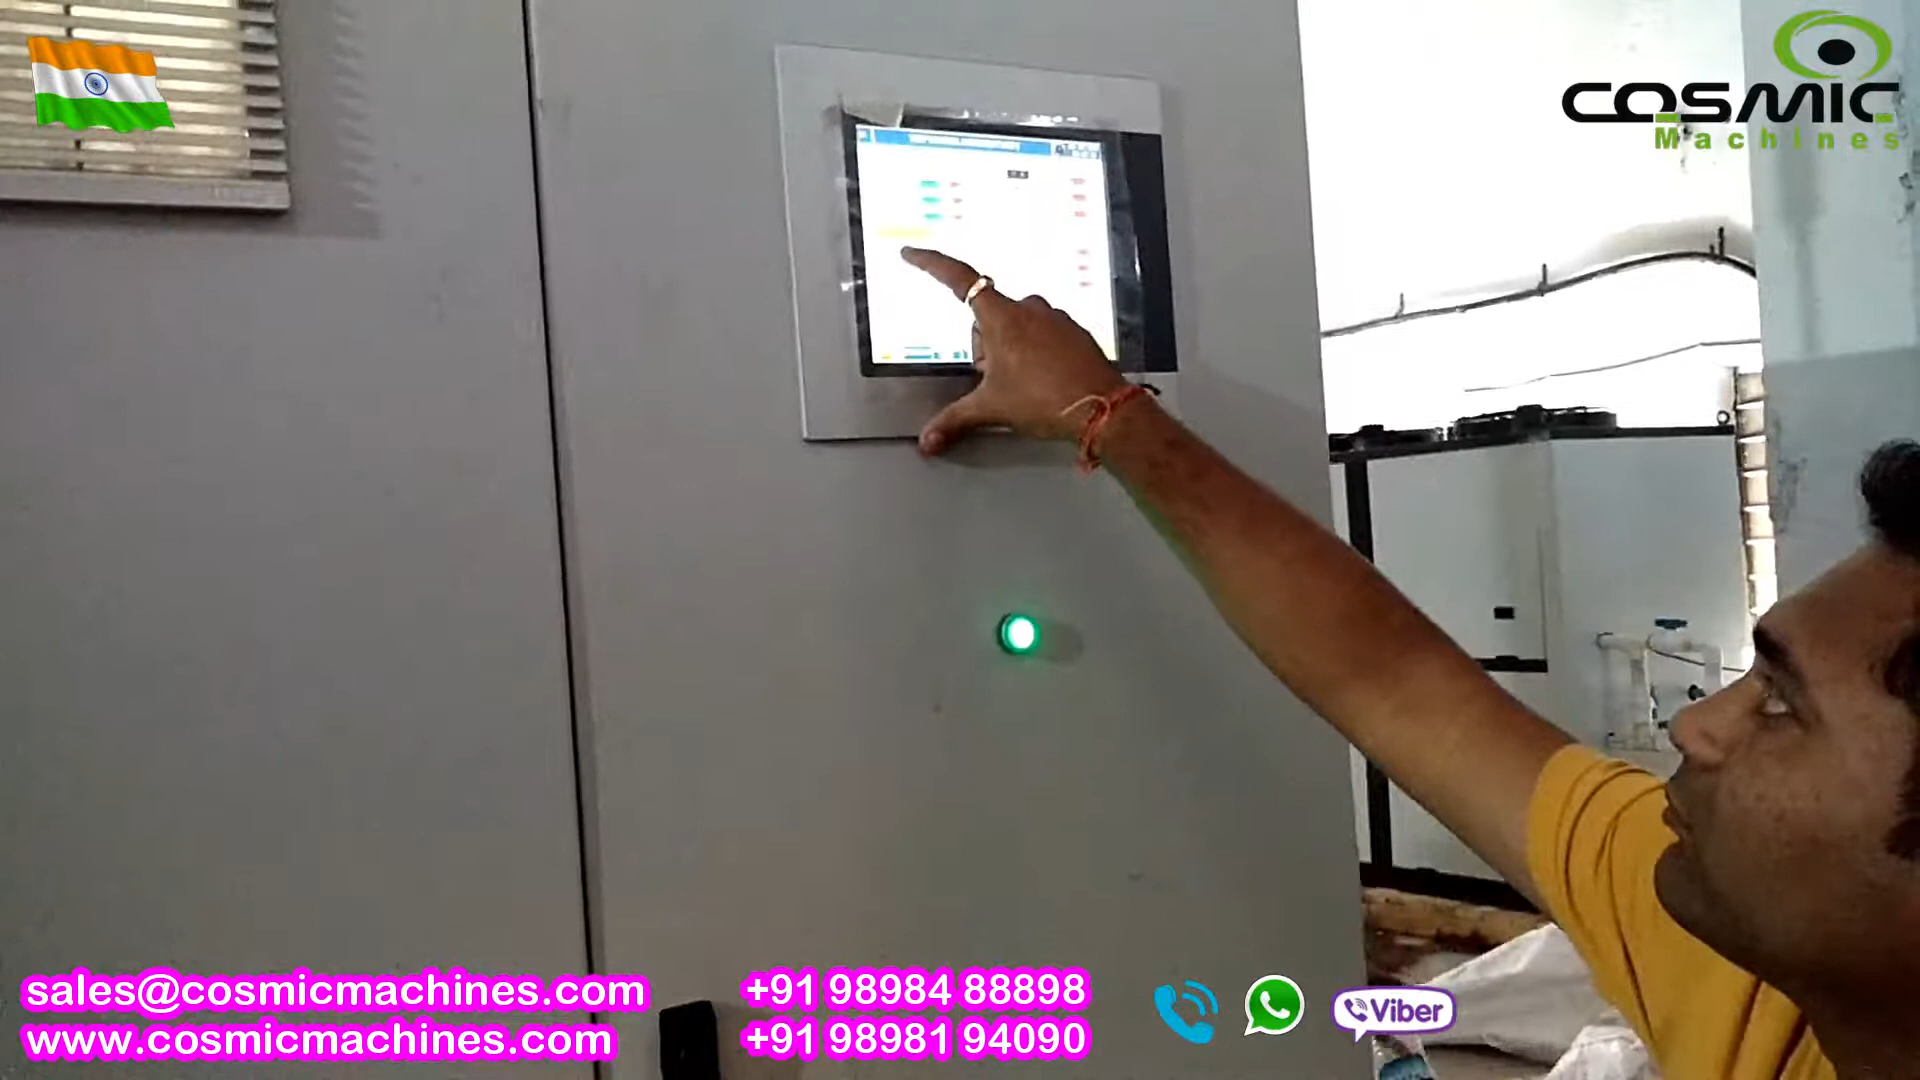 COSMIC
Machines
sales@cosmicmachines.com
www.cosmicmachines.com
+91 98984 88898
+91 98981 94090
Viber